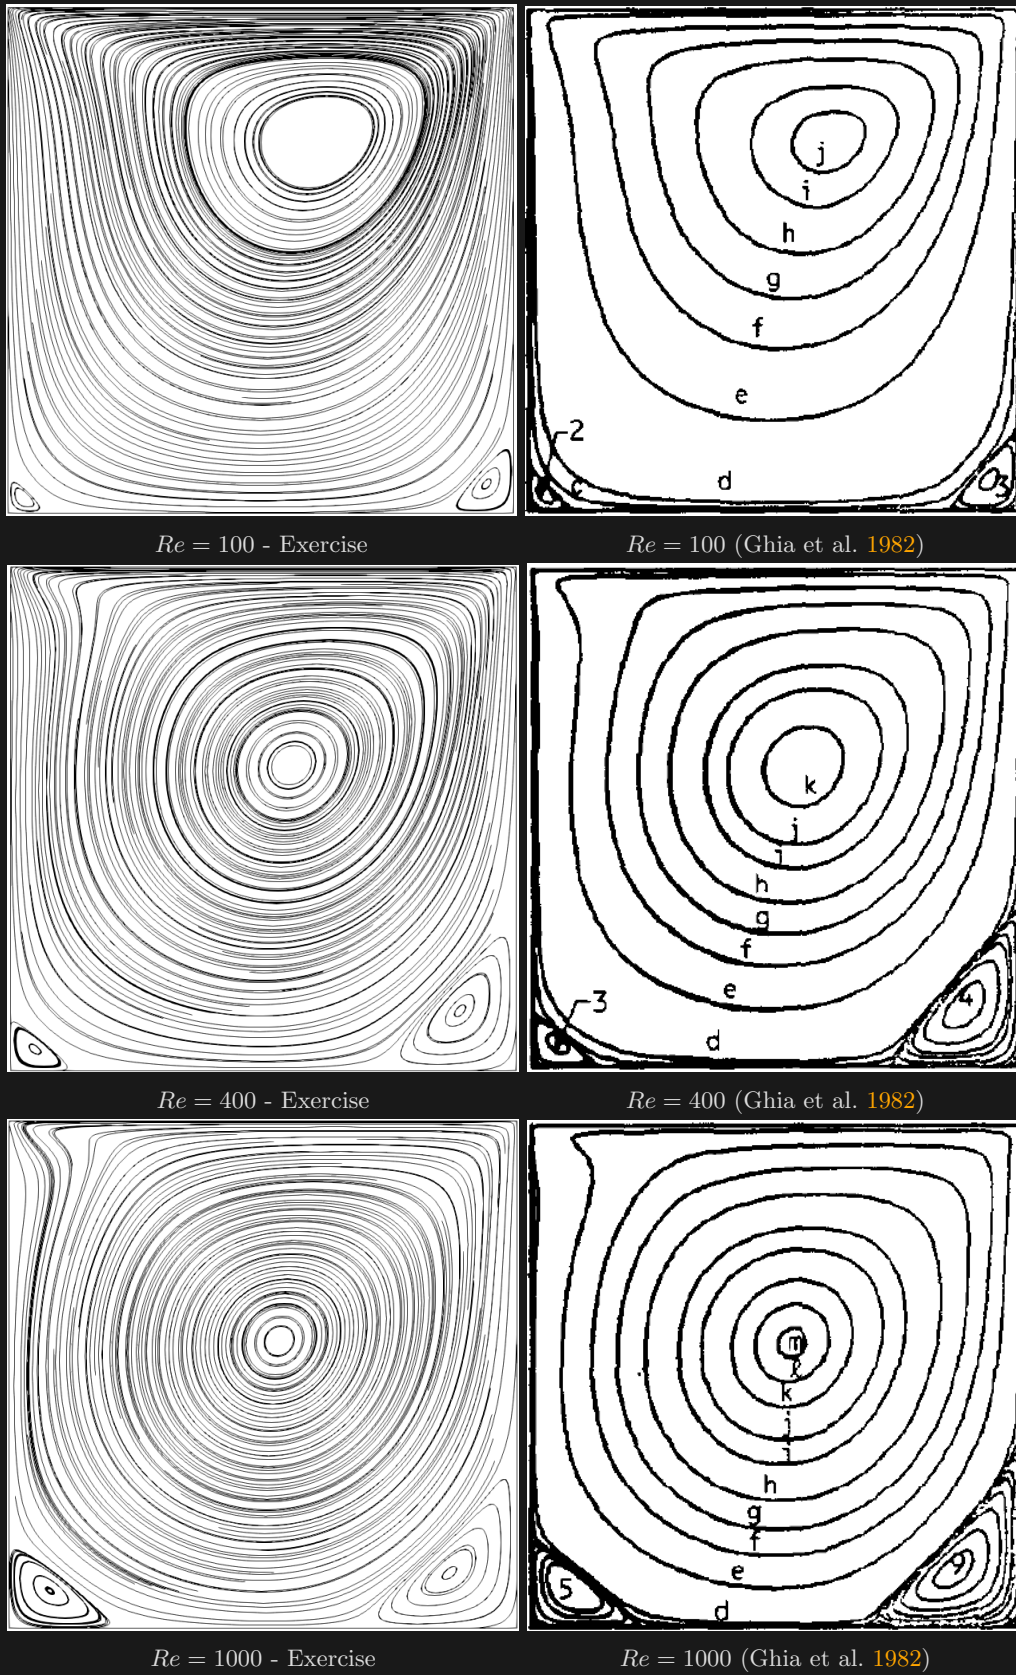 j
i
h
g
f
e
2
c
d
3
Re = 100 - Exercise
Re = 100 (Ghia et al. 1982)
k
j
h
g
f
e
4
3
d
Re = 400 - Exercise
Re = 400 (Ghia et al. 1982)
m
k
j
h
g
f
e
9
5
d
Re = 1000 - Exercise
Re = 1000 (Ghia et al. 1982)